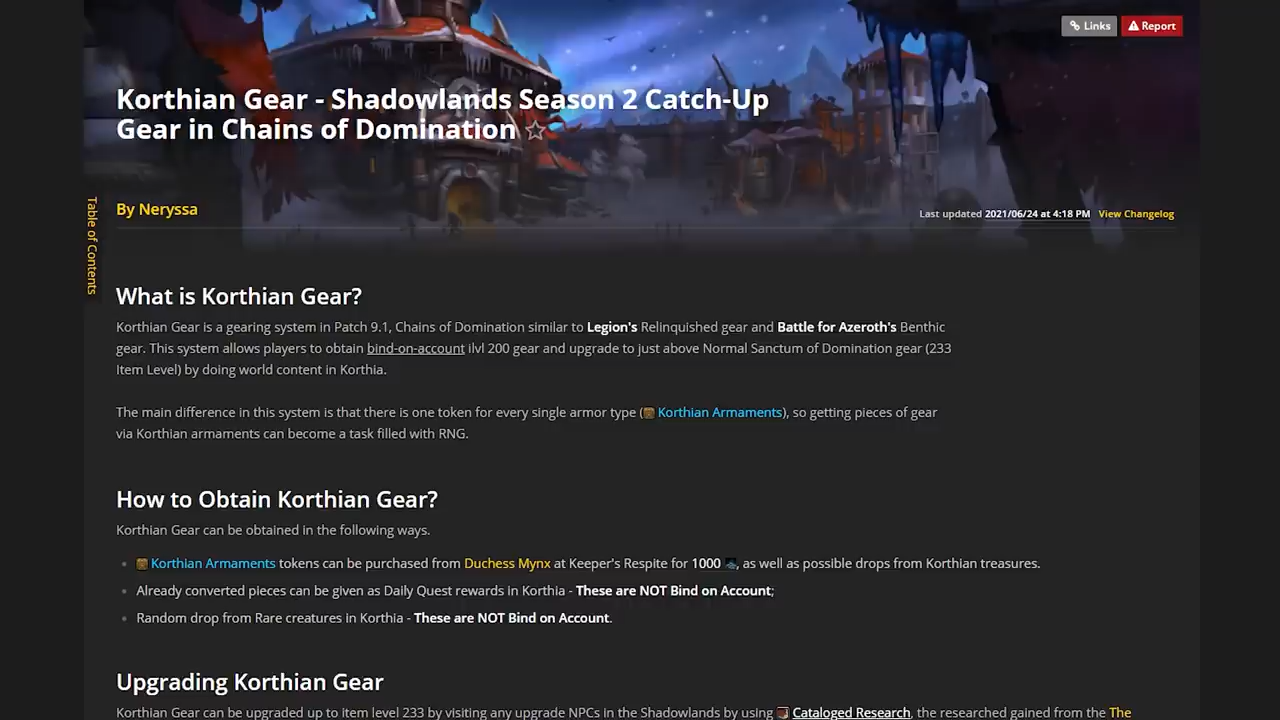 Links
Report
Korthian Gear - Shadowlands Season 2 Catch-Up
Gear in Chains of Domination
Table of Contents
By Neryssa
Last updated 2021/06/24 at 4:18 PM View Changelog
What is Korthian Gear?
Korthian Gear is a gearing system in Patch 9.1, Chains of Domination similar to Legion's Relinquished gear and Battle for Azeroth's Benthic
gear. This system allows players to obtain bind-on-account ilvl 200 gear and upgrade to just above Normal Sanctum of Domination gear (233
Item Level) by doing world content in Korthia.
The main difference in this system is that there is one token for every single armor type (Korthian Armaments), so getting pieces of gear
via Korthian armaments can become a task filled with RNG.
How to Obtain Korthian Gear?
Korthian Gear can be obtained in the following ways.
Korthian Armaments tokens can be purchased from Duchess Mynx at Keeper's Respite for 1000, as well as possible drops from Korthian treasures.
Already converted pieces can be given as Daily Quest rewards in Korthia - These are NOT Bind on Account;
Random drop from Rare creatures in Korthia - These are NOT Bind on Account.
Upgrading Korthian Gear
Korthian Gear can be upgraded up to item level 233 by visiting any upgrade NPCs in the Shadowlands by using Cataloged Research, the researched gained from the The